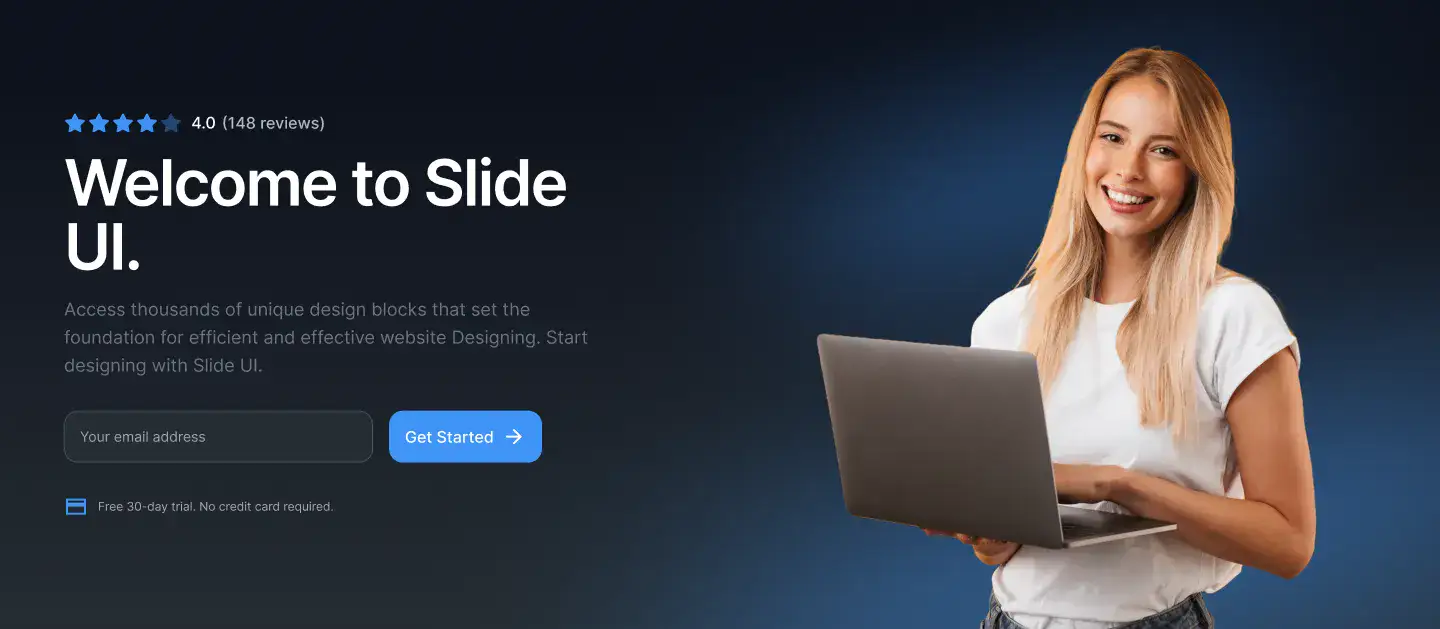 4.0 (148 reviews)
Welcome to Slide
UI.
Access thousands of unique design blocks that set the
foundation for efficient and effective website Designing. Start
designing with Slide UI.
Your email address
Get Started
Free 30-day trial. No credit card required.